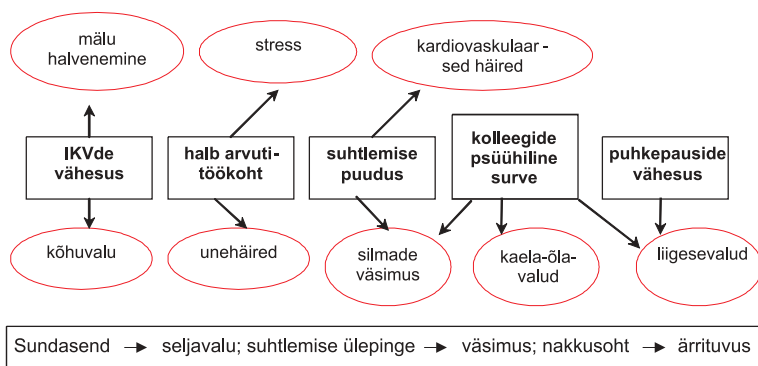 mälu
halvenemine
stress
kardiovaskulaar -
sed häired
IKVde
vähesus
halb arvuti-
töökoht
suhtlemise
puudus
kolleegide
psüühiline
surve
puhkepauside
vähesus
kõhuvalu
unehäired
silmade
väsimus
kaela-õla-
valud
liigesevalud
Sundasend → seljavalu; suhtlemise ülepinge → väsimus; nakkusoht → ärrituvus